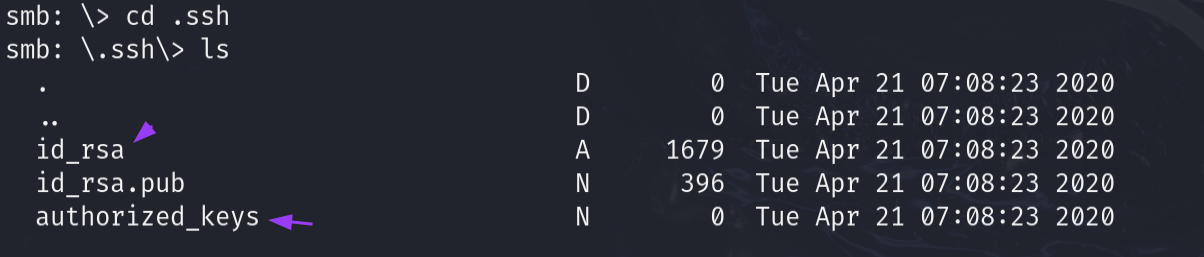 smb: \> cd .ssh
smb: \.ssh\> ls
. D 0 Tue Apr 21 07:08:23 2020
.. D 0 Tue Apr 21 07:08:23 2020
id_rsa A 1679 Tue Apr 21 07:08:23 2020
id_rsa.pub N 396 Tue Apr 21 07:08:23 2020
authorized_keys N 0 Tue Apr 21 07:08:23 2020